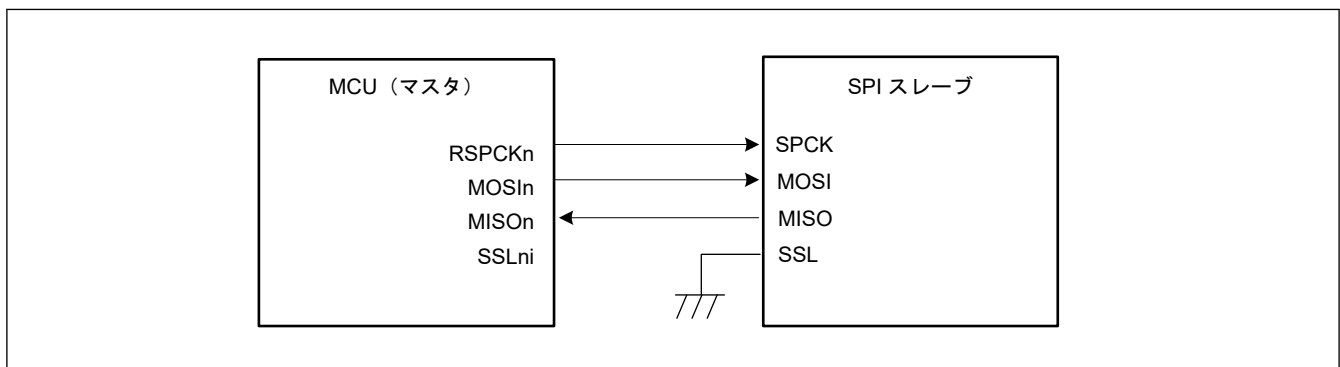 MCU（マスタ）
RSPCKn
MOSIn
MISOn
SSLni
SPI スレーブ
SPCK
MOSI
MISO
SSL